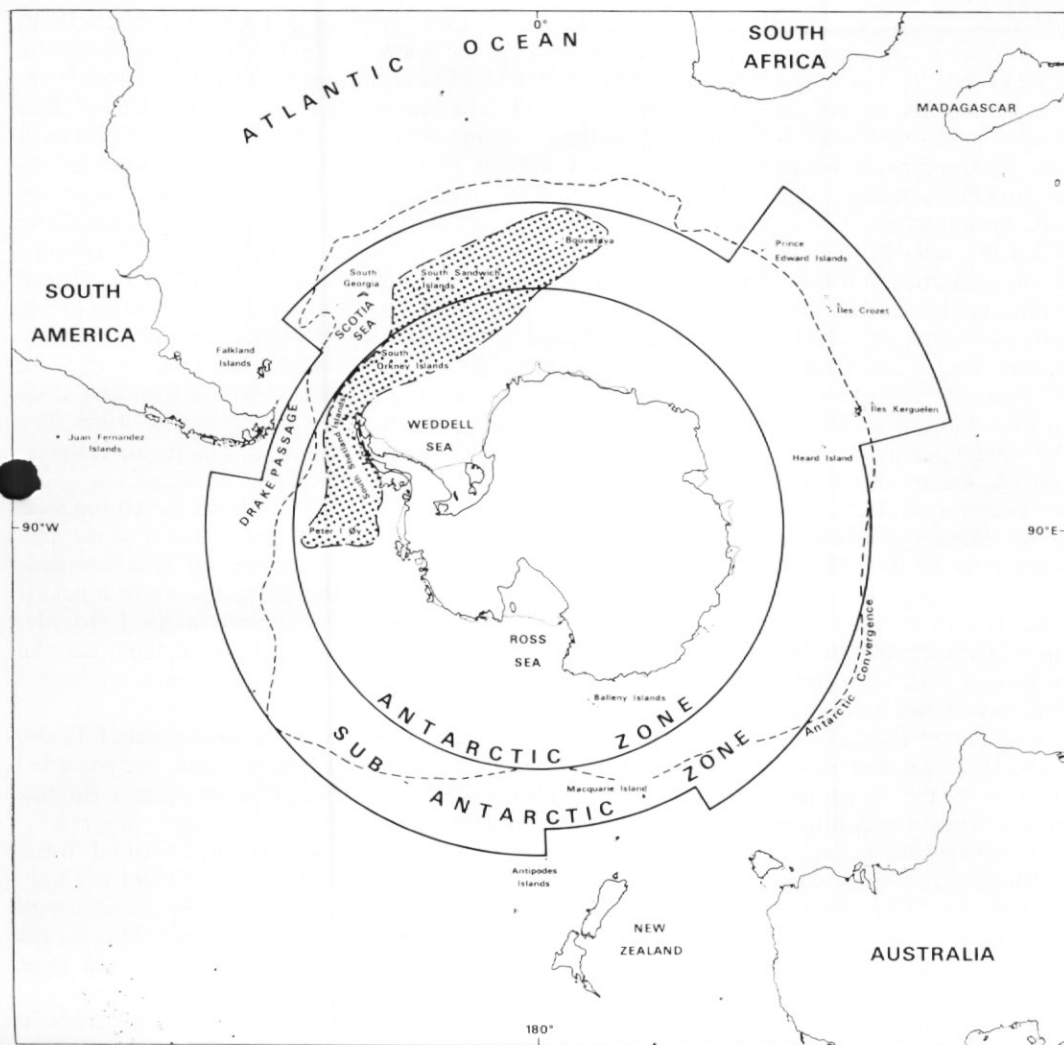 0°
ATLANTIC OCEAN
SOUTH
AFRICA
MADAGASCAR
Bouvetøya
Prince
Edward Islands
South
Georgia
South Sandwich
Islands
SOUTH
AMERICA
SCOTIA
SEA
Îles Crozet
Falkland
Islands
South
Orkney Islands
Îles Kerguelen
WEDDELL
SEA
Juan Fernandez
Islands
South Shetland Islands
Heard Island
DRAKE PASSAGE
90°W
Peter I Øy
90°E
ROSS
SEA
Antarctic Convergence
Balleny Islands
ANTARCTIC ZONE
SUB ANTARCTIC ZONE
Macquarie Island
Antipodes
Islands
NEW
ZEALAND
AUSTRALIA
180°